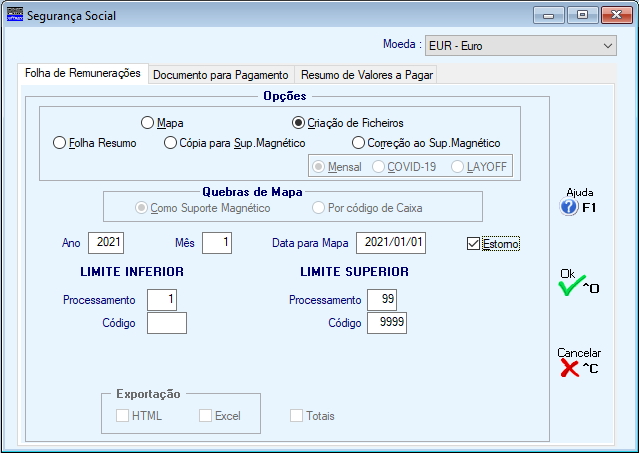 Segurança Social
Moeda : EUR - Euro
Folha de Remunerações Documento para Pagamento Resumo de Valores a Pagar
Opções
Mapa Criação de Ficheiros
Folha Resumo Cópia para Sup.Magnético Correção ao Sup.Magnético
Mensal COVID-19 LAYOFF
Quebras de Mapa
Como Suporte Magnético Por código de Caixa
Ajuda
F1
Ano 2021 Mês 1 Data para Mapa 2021/01/01 Estorno
LIMITE INFERIOR LIMITE SUPERIOR
Ok
^O
Processamento 1 Processamento 99
Código Código 9999
Cancelar
^C
Exportação
HTML Excel Totais